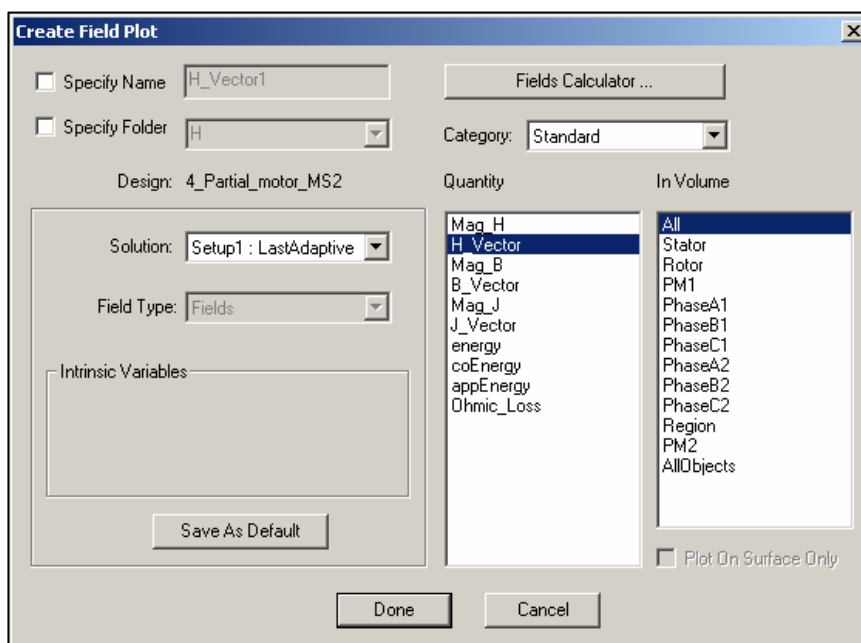 Create Field Plot
Specify Name
H_Vector1
Fields Calculator ...
Specify Folder
H
Category:
Standard
Design:
4_Partial_motor_MS2
Quantity
In Volume
Solution:
Setup1 : LastAdaptive
Field Type:
Fields
Intrinsic Variables
Save As Default
Mag_H
H_Vector
Mag_B
B_Vector
Mag_J
J_Vector
energy
coEnergy
appEnergy
Ohmic_Loss
All
Stator
Rotor
PM1
PhaseA1
PhaseB1
PhaseC1
PhaseA2
PhaseB2
PhaseC2
Region
PM2
AllObjects
Plot On Surface Only
Done
Cancel